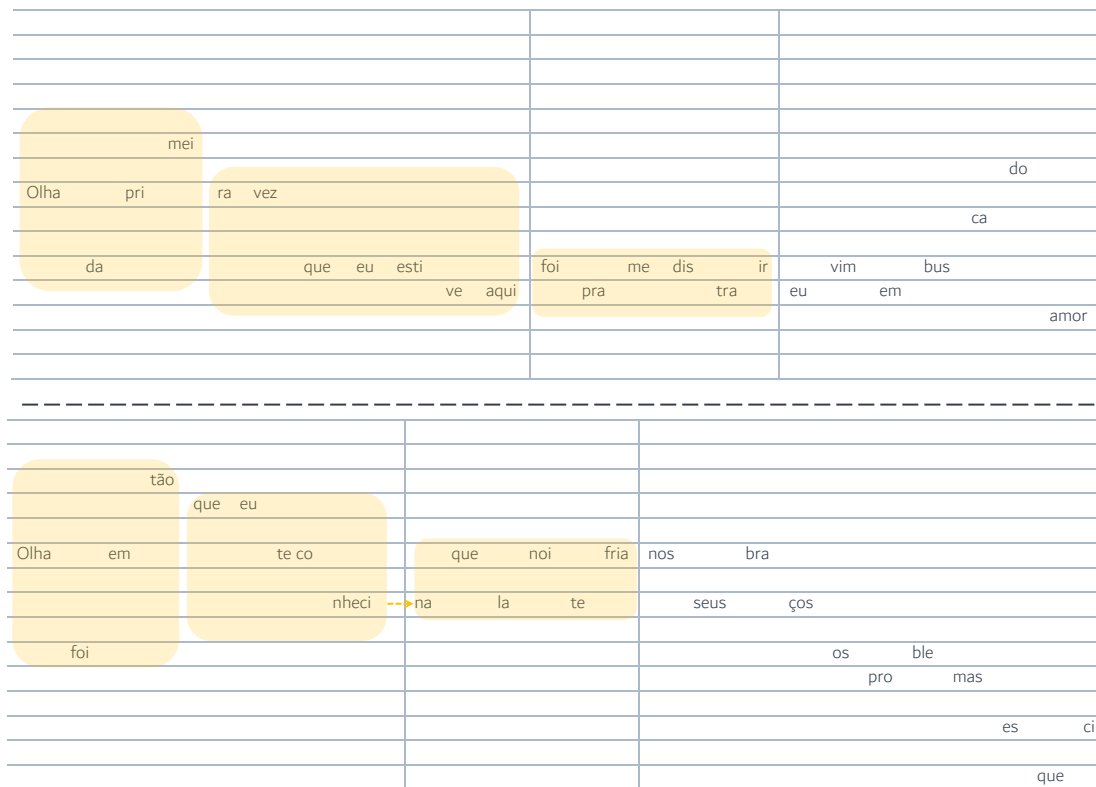 mei
do
Olha pri ra vez
ca
da que eu esti foi me dis ir vim bus
ve aqui pra tra eu em
amor
tão
que eu
Olha em te co que noi fria nos bra
nheci na la te seus ços
foi os ble
pro mas
es ci
que